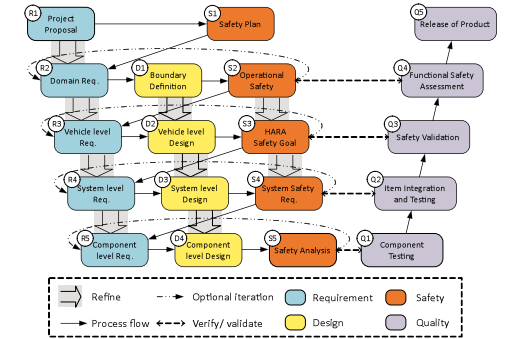 R1
Project
Proposal
S1
Safety Plan
Q5
Release of Product
R2
Domain Req.
D1
Boundary
Definition
S2
Operational
Safety
Q4
Functional Safety
Assessment
R3
Vehicle level
Req.
D2
Vehicle level
Design
S3
HARA
Safety Goal
Q3
Safety Validation
R4
System level
Req.
D3
System level
Design
S4
System Safety
Req.
Q2
Item Integration
and Testing
R5
Component
level Req.
D4
Component
level Design
S5
Safety Analysis
Q1
Component
Testing
Refine
Optional iteration
Requirement
Safety
Process flow
Verify/ validate
Design
Quality